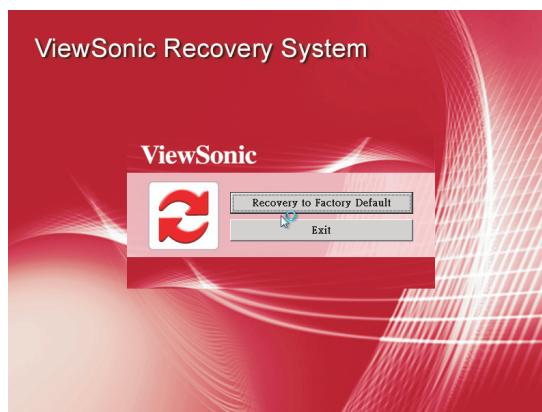 ViewSonic Recovery System
ViewSonic
Recovery to Factory Default
Exit